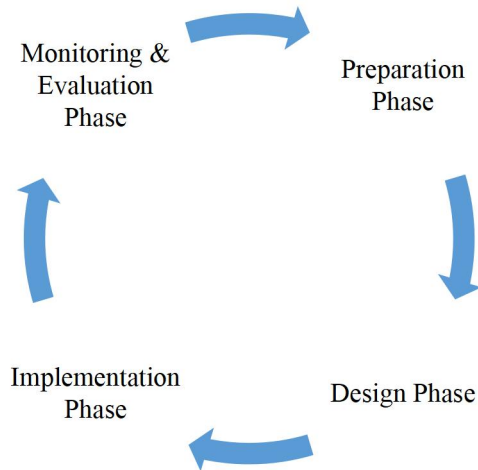 Monitoring &
Evaluation
Phase
Preparation
Phase
Design Phase
Implementation
Phase